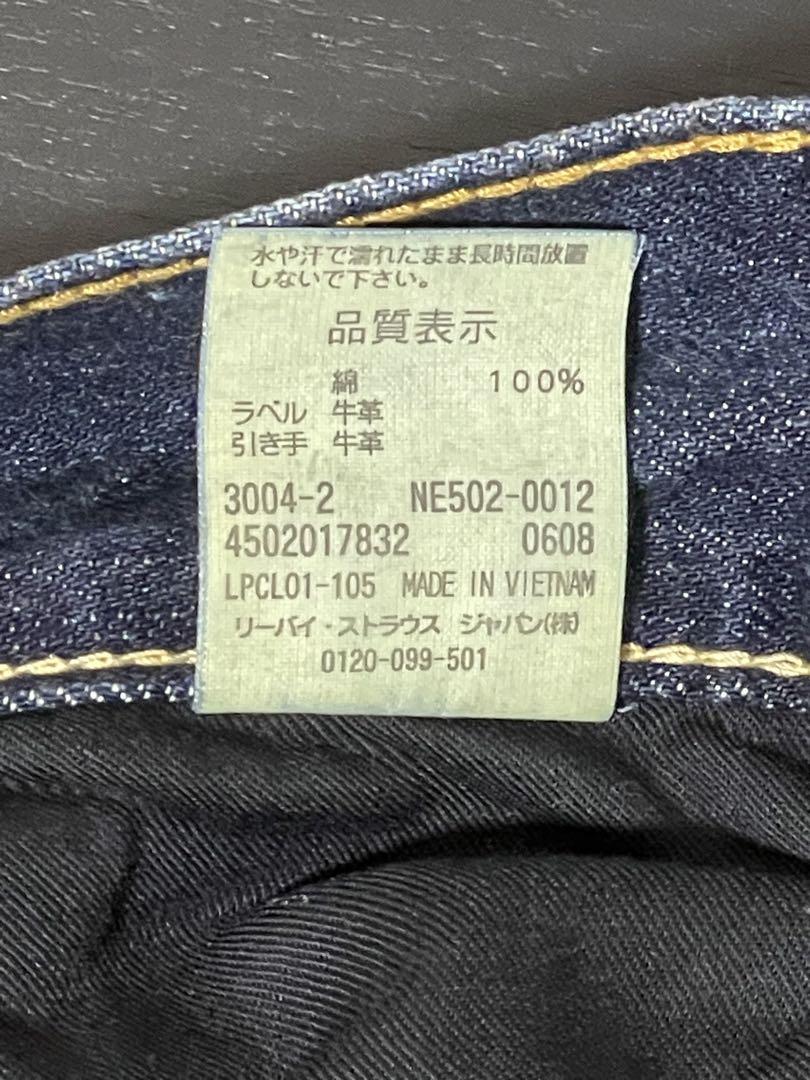 水や汗で濡れたまま長時間放置
しないで下さい。
品質表示
綿 100%
ラベル 牛革
引き手 牛革
3004-2 NE502-0012
4502017832 0608
LPCL01-105 MADE IN VIETNAM
リーバイ・ストラウス ジャパン(株)
0120-099-501